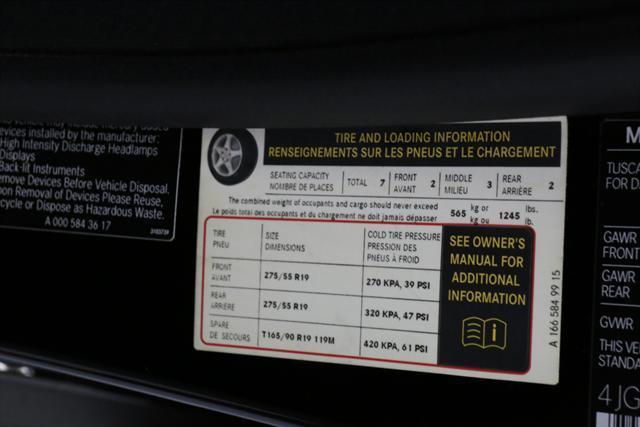 devices installed by the manufacturer:
High Intensity Discharge Headlamps
Displays
Back-lit Instruments
Remove Devices Before Vehicle Disposal.
Upon Removal of Devices Please Reuse,
Recycle or Dispose as Hazardous Waste.
A 000 584 36 17
TIRE AND LOADING INFORMATION
RENSEIGNEMENTS SUR LES PNEUS ET LE CHARGEMENT
SEATING CAPACITY
NOMBRE DE PLACES
TOTAL 7
FRONT
AVANT 2
MIDDLE
MILIEU 3
REAR
ARRIÈRE 2
The combined weight of occupants and cargo should never exceed
Le poids total des occupants et du chargement ne doit jamais dépasser
565 kg or
kg ou
1245 lbs.
lb.
TIRE
PNEU
SIZE
DIMENSIONS
COLD TIRE PRESSURE
PRESSION DES
PNEUS À FROID
FRONT
AVANT
275/55 R19
270 KPA, 39 PSI
REAR
ARRIÈRE
275/55 R19
320 KPA, 47 PSI
SPARE
DE SECOURS
T165/90 R19 119M
420 KPA, 61 PSI
SEE OWNER'S
MANUAL FOR
ADDITIONAL
INFORMATION
A 166 584 99 15
M
TUSCA
FOR D
GAWR
FRONT
GAWR
REAR
GVWR
THIS VE
STANDA
4JG